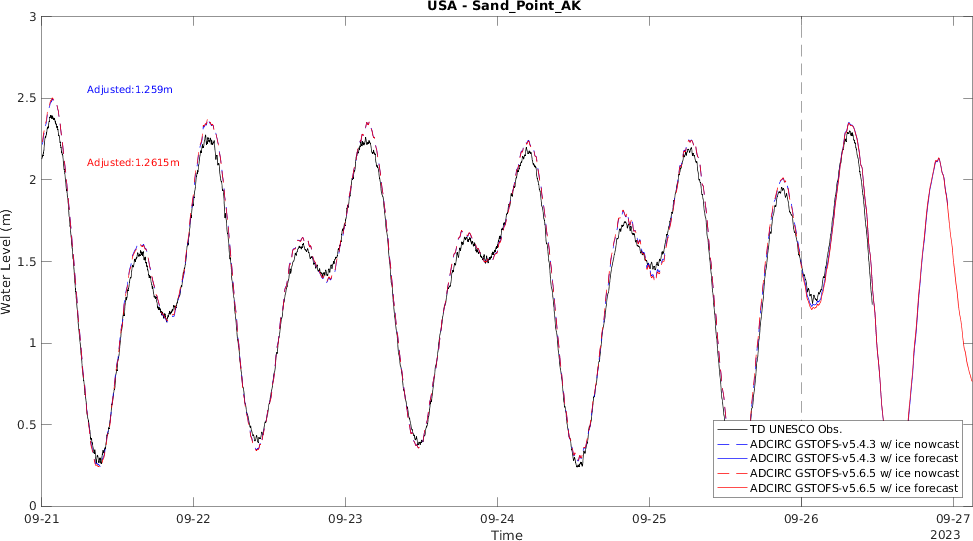 USA - Sand_Point_AK
3
2.5
2
1.5
1
0.5
0
Water Level (m)
Adjusted:1.259m
Adjusted:1.2615m
TD UNESCO Obs.
ADCIRC GSTOFS-v5.4.3 w/ ice nowcast
ADCIRC GSTOFS-v5.4.3 w/ ice forecast
ADCIRC GSTOFS-v5.6.5 w/ ice nowcast
ADCIRC GSTOFS-v5.6.5 w/ ice forecast
09-21 09-22 09-23 09-24 09-25 09-26 09-27
Time
2023